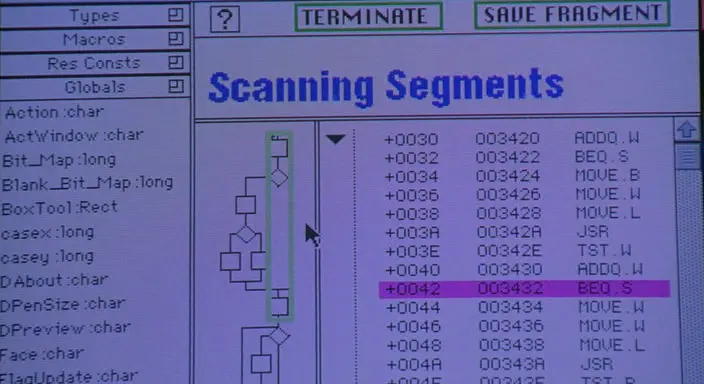 Types
Macros
Res Consts
Globals
Action :char
ActWindow :char
Bit_Map :long
Blank_Bit_Map :long
BoxTool :Rect
casex :long
casey :long
DAbout :char
DPenSize :char
DPreview :char
Face :char
FlagUpdate :char
?
TERMINATE
SAVE FRAGMENT
Scanning Segments
+0030 003420 ADDQ.W
+0032 003422 BEQ.S
+0034 003424 MOVE.B
+0036 003426 MOVE.W
+0038 003428 MOVE.L
+003A 00342A JSR
+003E 00342E TST.W
+0040 003430 ADDQ.W
+0042 003432 BEQ.S
+0044 003434 MOVE.W
+0046 003436 MOVE.W
+0048 003438 MOVE.L
+004A 00343A JSR